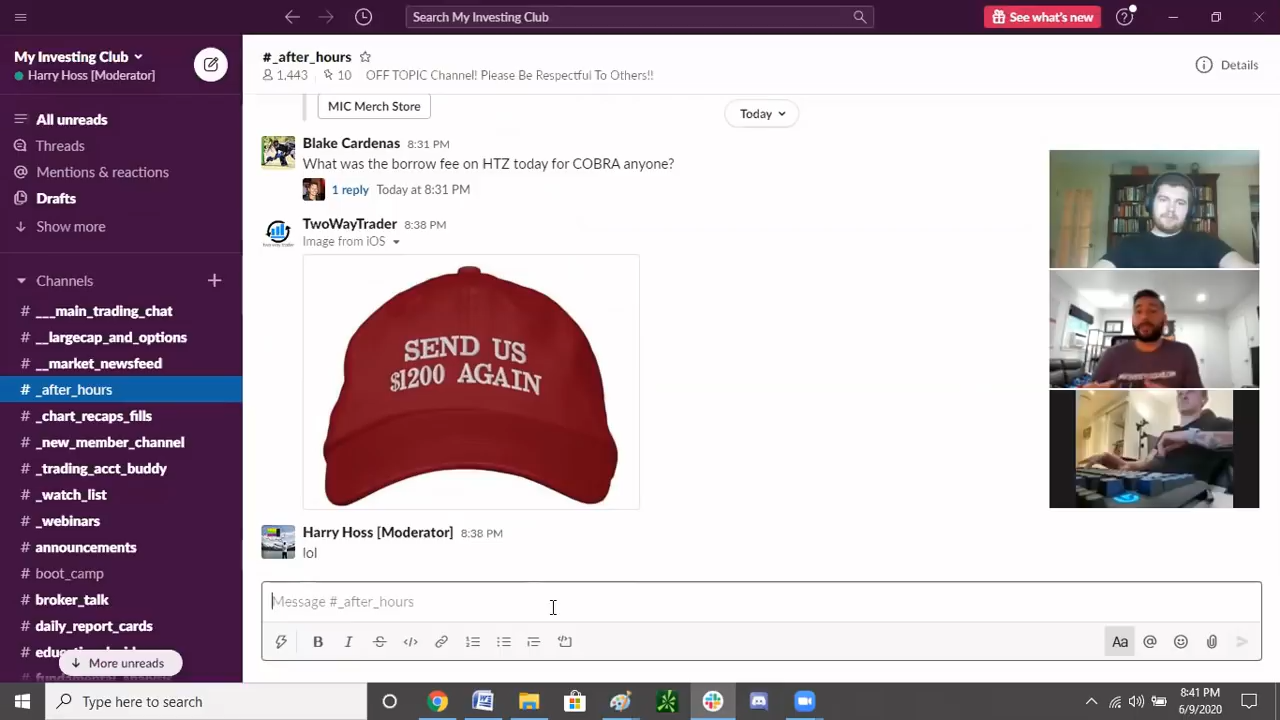 Search My Investing Club
See what's new
My Investing Club
Harry Hoss [Moderator]
All unreads
Threads
Mentions & reactions
Drafts
Show more
Channels
# ___main_trading_chat
# __largecap_and_options
# __market_newsfeed
# _after_hours
# _chart_recaps_fills
# _new_member_channel
# _trading_acct_buddy
# _watch_list
# _webinars
# announcements
# boot_camp
# broker_talk
# daily_report_cards
More unreads
#_after_hours
1,443
10
OFF TOPIC Channel! Please Be Respectful To Others!!
Details
MIC Merch Store
Today
Blake Cardenas 8:31 PM
What was the borrow fee on HTZ today for COBRA anyone?
1 reply Today at 8:31 PM
TwoWayTrader 8:38 PM
Image from iOS
SEND US
$1200 AGAIN
Harry Hoss [Moderator] 8:38 PM
lol
Message #_after_hours
B I
Aa @
Type here to search
8:41 PM
6/9/2020